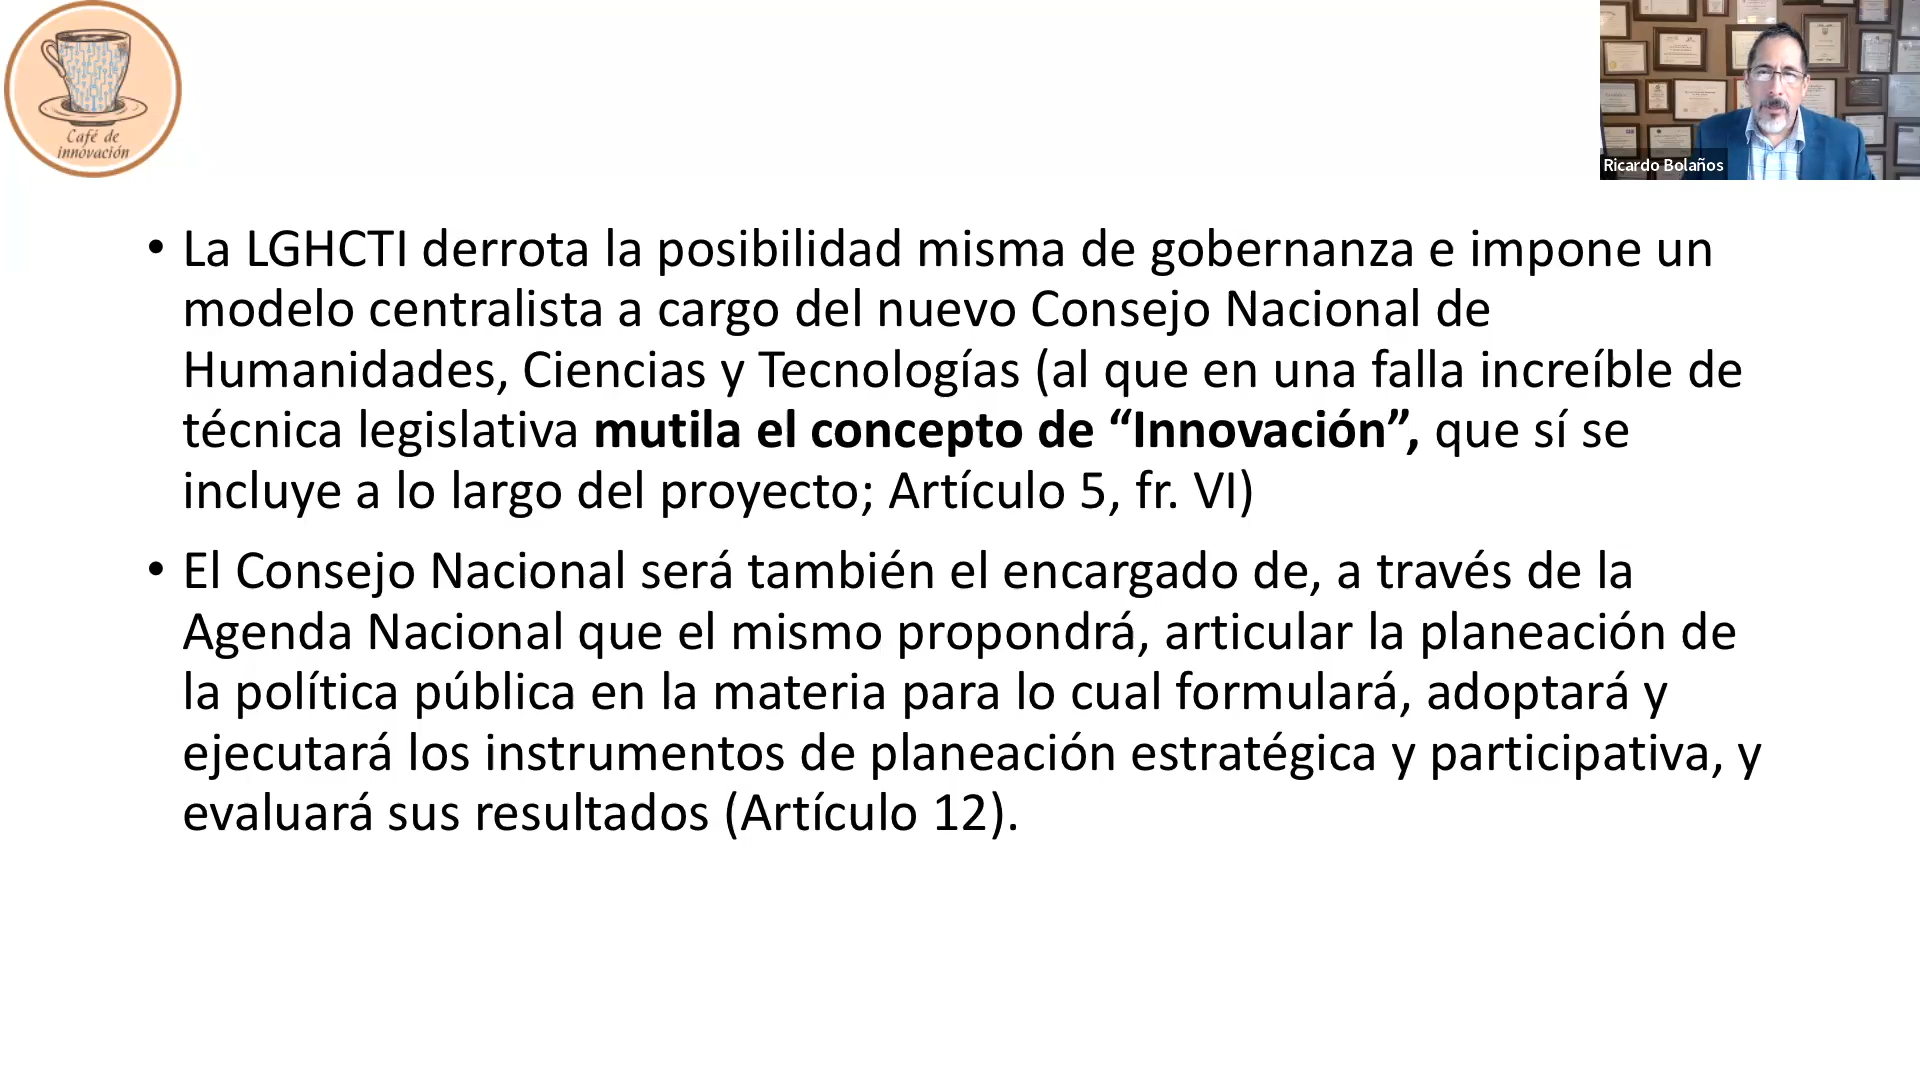 Café de
innovación
Ricardo Bolaños
• La LGHCTI derrota la posibilidad misma de gobernanza e impone un
modelo centralista a cargo del nuevo Consejo Nacional de
Humanidades, Ciencias y Tecnologías (al que en una falla increíble de
técnica legislativa mutila el concepto de “Innovación”, que sí se
incluye a lo largo del proyecto; Artículo 5, fr. VI)
• El Consejo Nacional será también el encargado de, a través de la
Agenda Nacional que el mismo propondrá, articular la planeación de
la política pública en la materia para lo cual formulará, adoptará y
ejecutará los instrumentos de planeación estratégica y participativa, y
evaluará sus resultados (Artículo 12).